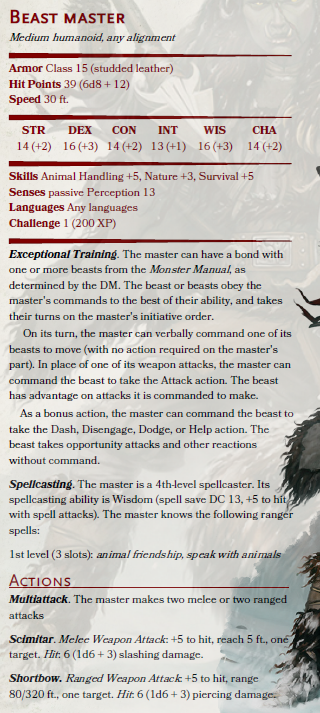 BEAST MASTER
Medium humanoid, any alignment
Armor Class 15 (studded leather)
Hit Points 39 (6d8 + 12)
Speed 30 ft.
STR DEX CON INT WIS CHA
14 (+2) 16 (+3) 14 (+2) 13 (+1) 16 (+3) 14 (+2)
Skills Animal Handling +5, Nature +3, Survival +5
Senses passive Perception 13
Languages Any languages
Challenge 1 (200 XP)
Exceptional Training. The master can have a bond with
one or more beasts from the Monster Manual, as
determined by the DM. The beast or beasts obey the
master's commands to the best of their ability, and takes
their turns on the master's initiative order.
On its turn, the master can verbally command one of its
beasts to move (with no action required on the master's
part). In place of one of its weapon attacks, the master can
command the beast to take the Attack action. The beast
has advantage on attacks it is commanded to make.
As a bonus action, the master can command the beast to
take the Dash, Disengage, Dodge, or Help action. The
beast takes opportunity attacks and other reactions
without command.
Spellcasting. The master is a 4th-level spellcaster. Its
spellcasting ability is Wisdom (spell save DC 13, +5 to hit
with spell attacks). The master knows the following ranger
spells:
1st level (3 slots): animal friendship, speak with animals
ACTIONS
Multiattack. The master makes two melee or two ranged
attacks
Scimitar. Melee Weapon Attack: +5 to hit, reach 5 ft., one
target. Hit: 6 (1d6 + 3) slashing damage.
Shortbow. Ranged Weapon Attack: +5 to hit, range
80/320 ft., one target. Hit: 6 (1d6 + 3) piercing damage.